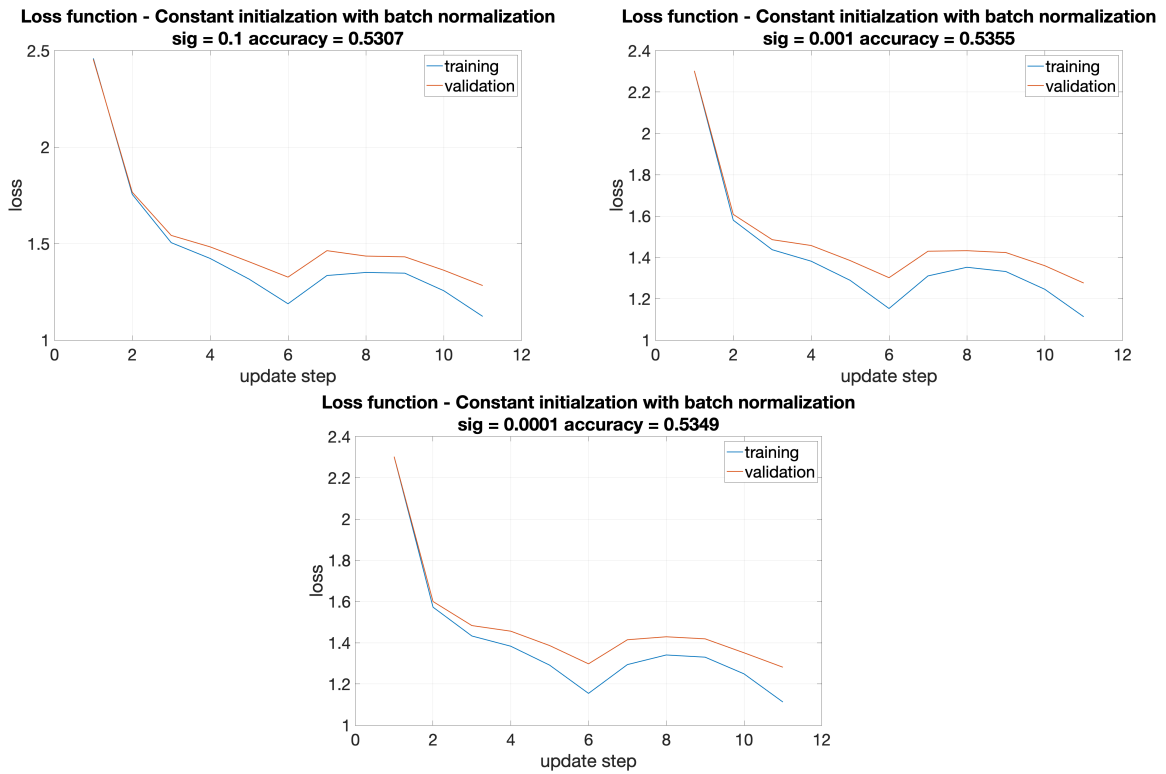 Loss function - Constant initialzation with batch normalization
sig = 0.1 accuracy = 0.5307
2.5
2
1.5
1
loss
0
2
4
6
8
10
12
update step
training
validation
Loss function - Constant initialzation with batch normalization
sig = 0.001 accuracy = 0.5355
2.4
2.2
2
1.8
1.6
1.4
1.2
1
loss
0
2
4
6
8
10
12
update step
training
validation
Loss function - Constant initialzation with batch normalization
sig = 0.0001 accuracy = 0.5349
2.4
2.2
2
1.8
1.6
1.4
1.2
1
loss
0
2
4
6
8
10
12
update step
training
validation